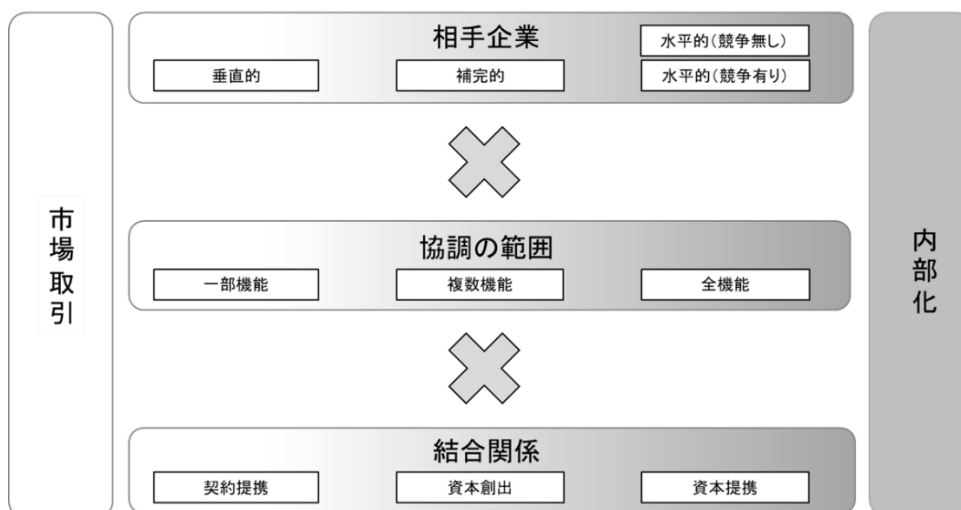 市場取引
相手企業
垂直的
補完的
水平的(競争無し)
水平的(競争有り)
協調の範囲
一部機能
複数機能
全機能
結合関係
契約提携
資本創出
資本提携
内部化